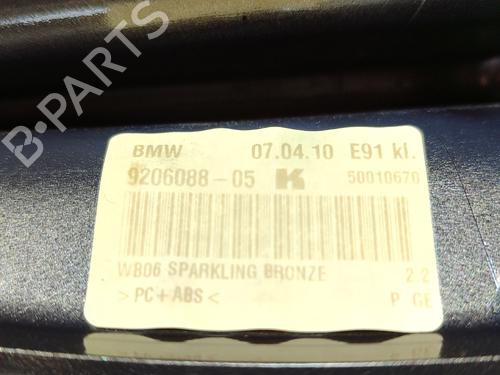 BMW 07.04.10 E91 kl.
9206088-05 K 50010670
WB06 SPARKLING BRONZE 2.2
>PC+ABS< P GE
B-PARTS